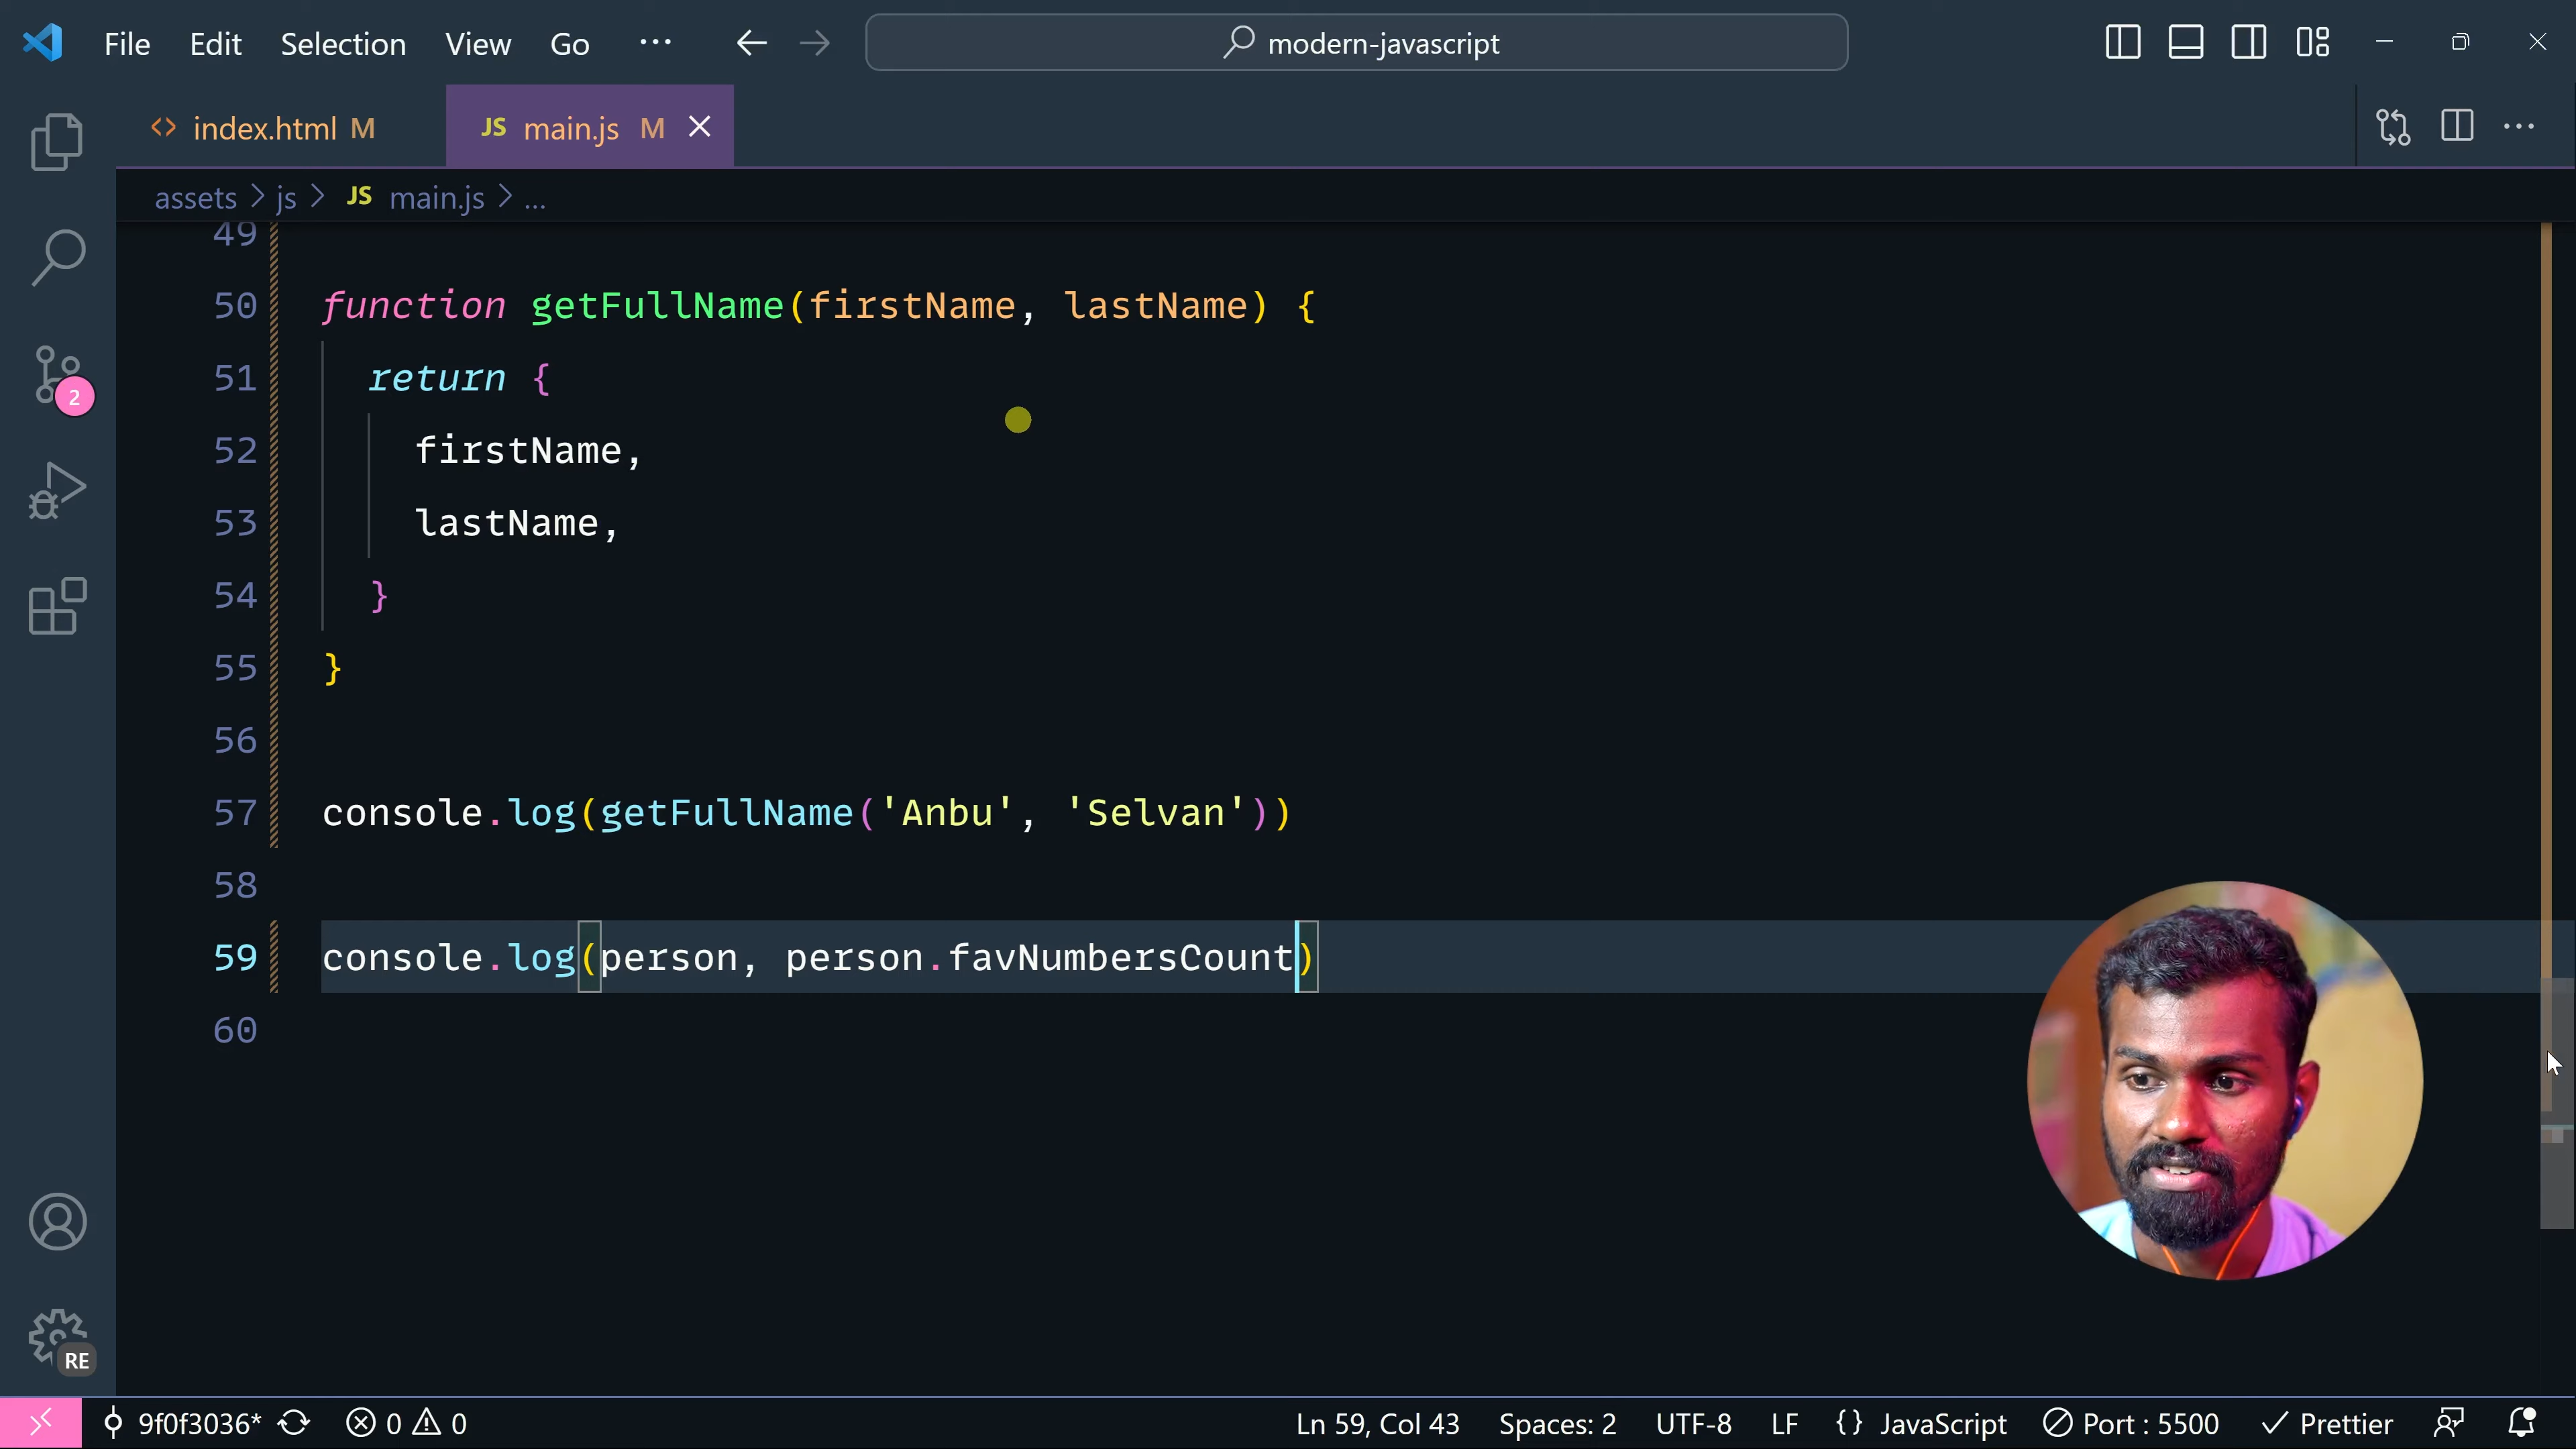 File Edit Selection View Go ··· modern-javascript
index.html M JS main.js M
assets > js > JS main.js > ...
49
50 function getFullName(firstName, lastName) {
51 return {
52 firstName,
53 lastName,
54 }
55 }
56
57 console.log(getFullName('Anbu', 'Selvan'))
58
59 console.log(person, person.favNumbersCount)
60
2
RE
9f0f3036* 0 0 Ln 59, Col 43 Spaces: 2 UTF-8 LF {} JavaScript Port : 5500 Prettier